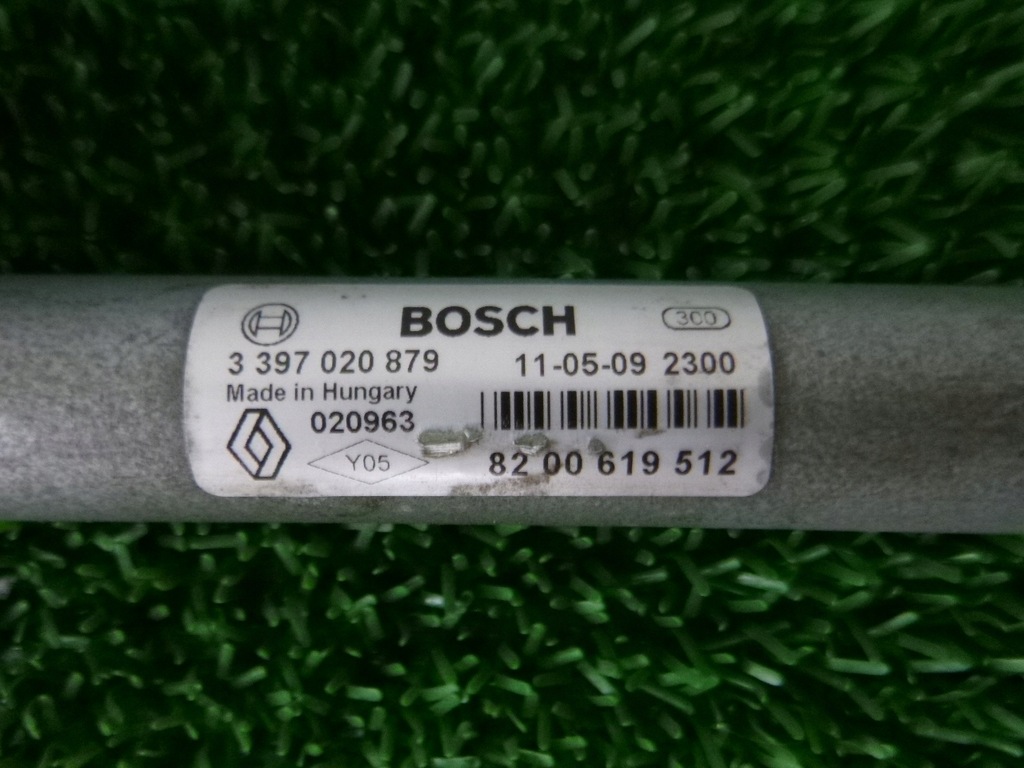 BOSCH 300
3 397 020 879 11-05-09 2300
Made in Hungary
020963
Y05
82 00 619 512